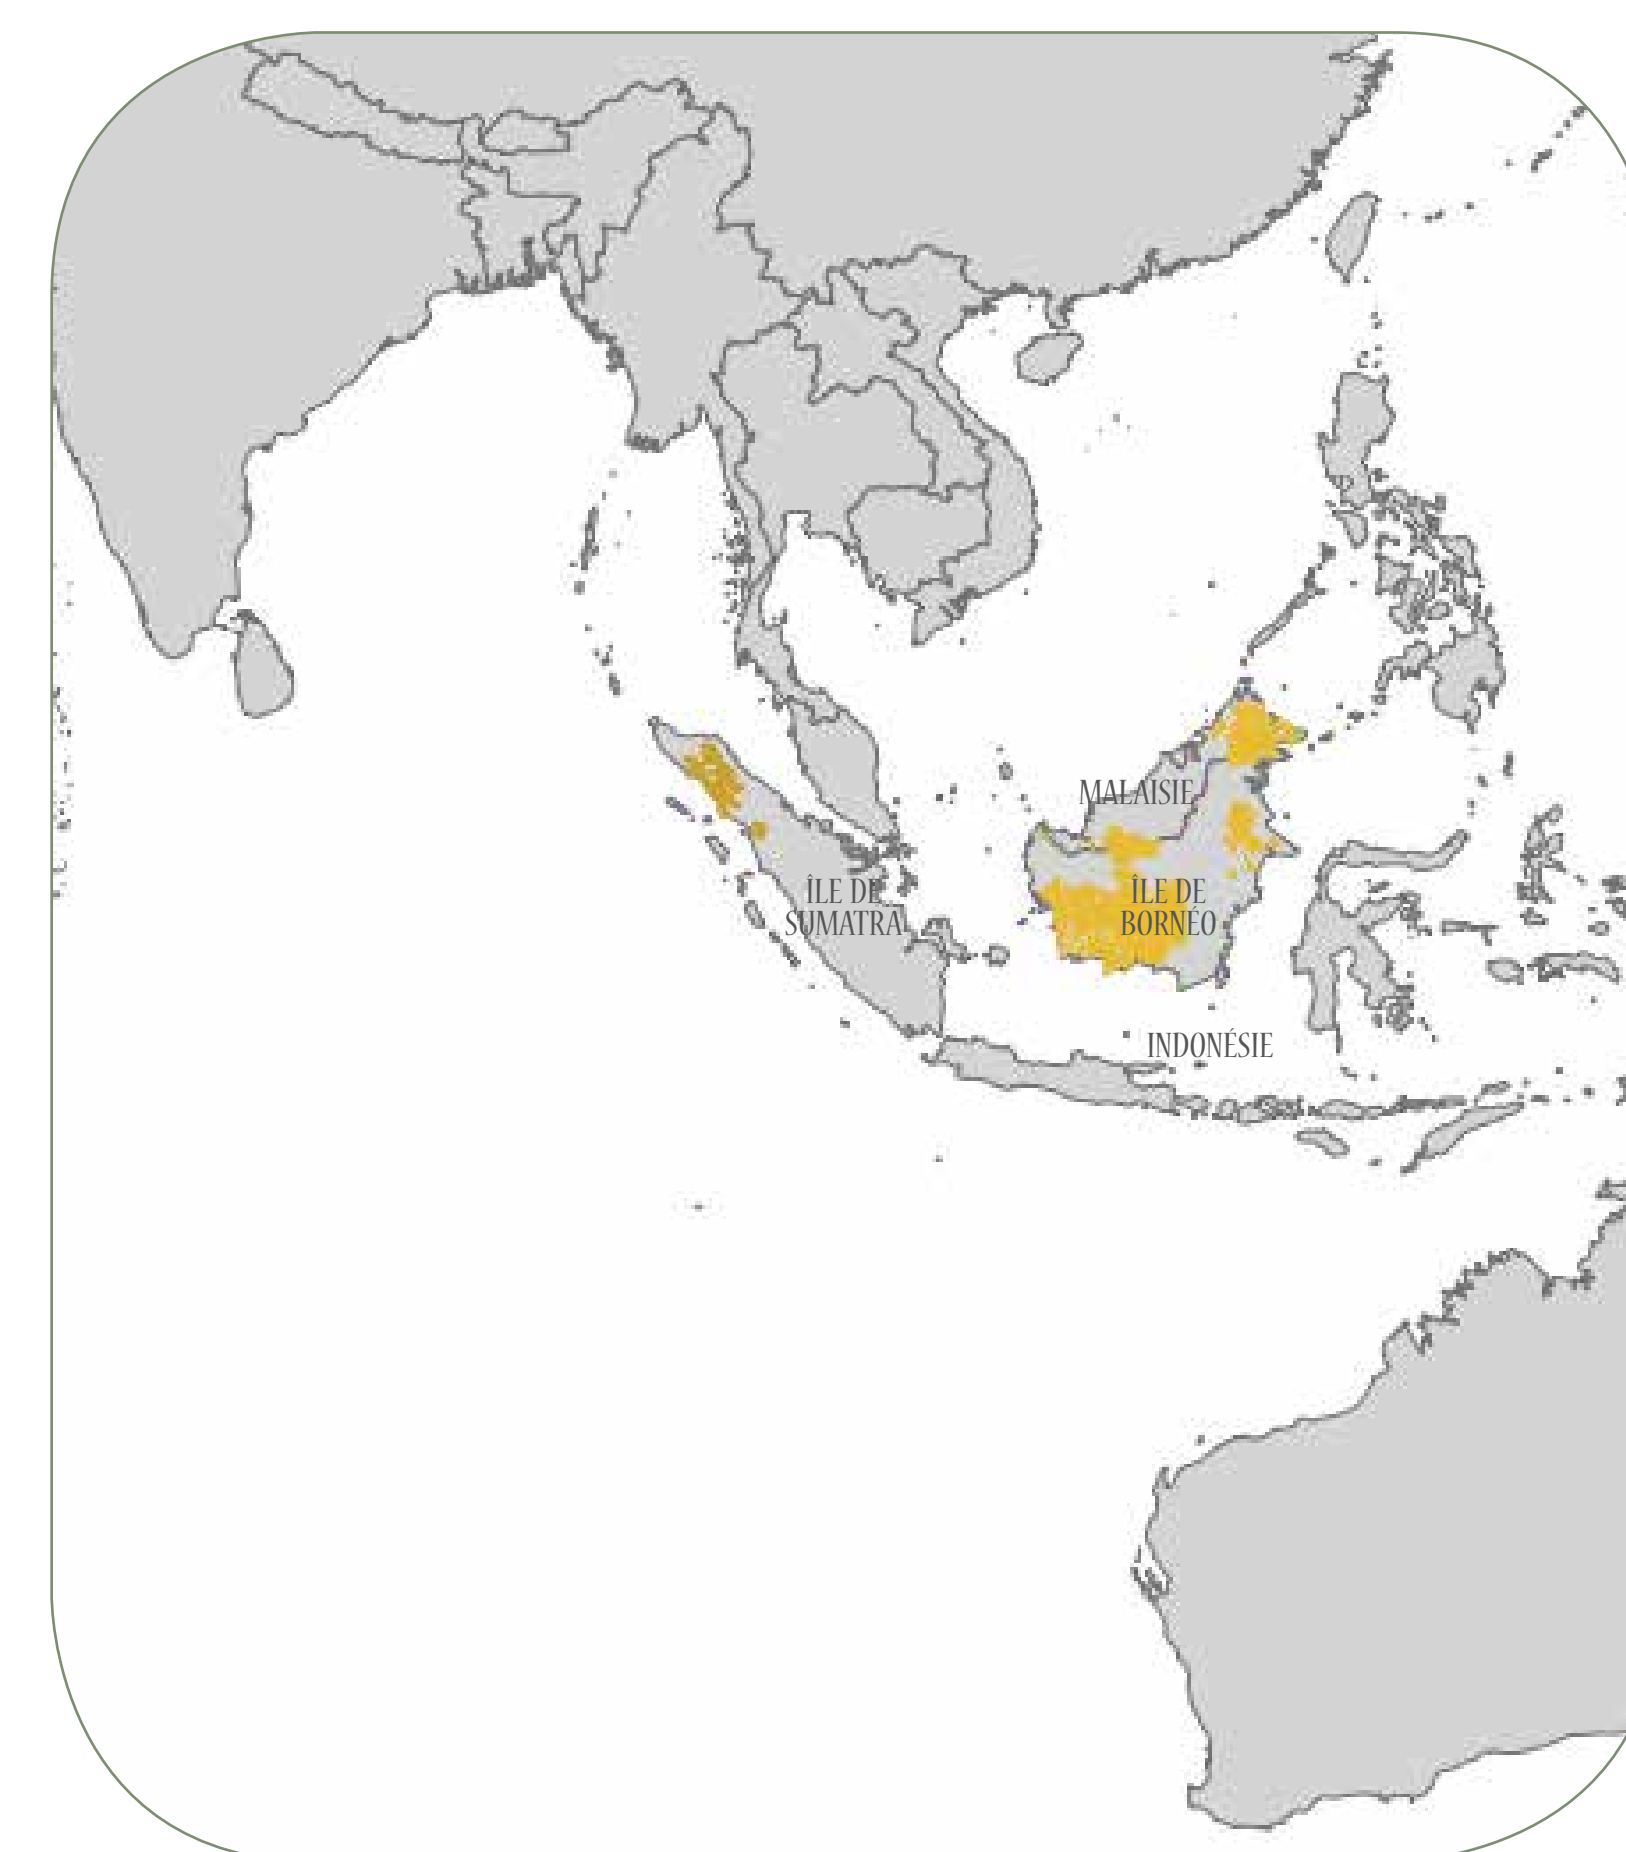 MALAISIE
ÎLE DE
SUMATRA
ÎLE DE
BORNÉO
INDONÉSIE